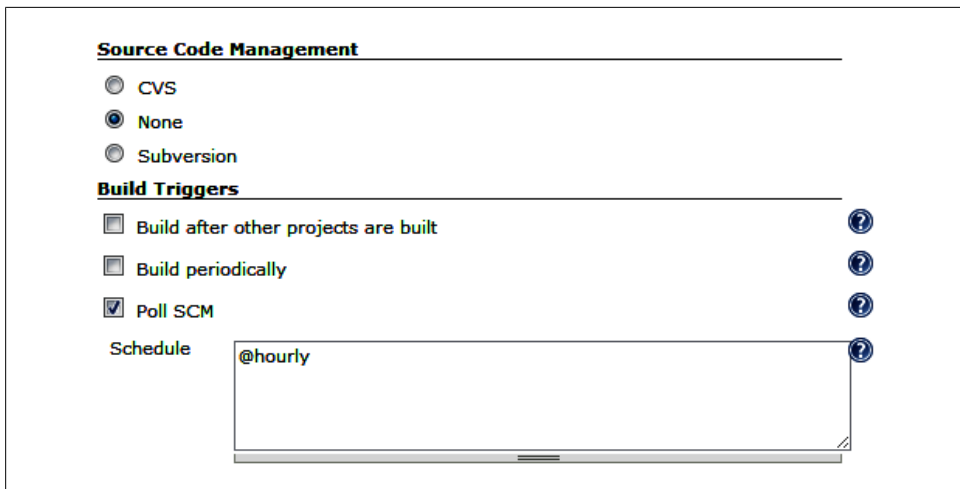 Source Code Management
CVS
None
Subversion
Build Triggers
Build after other projects are built
?
Build periodically
?
Poll SCM
?
Schedule
@hourly
?